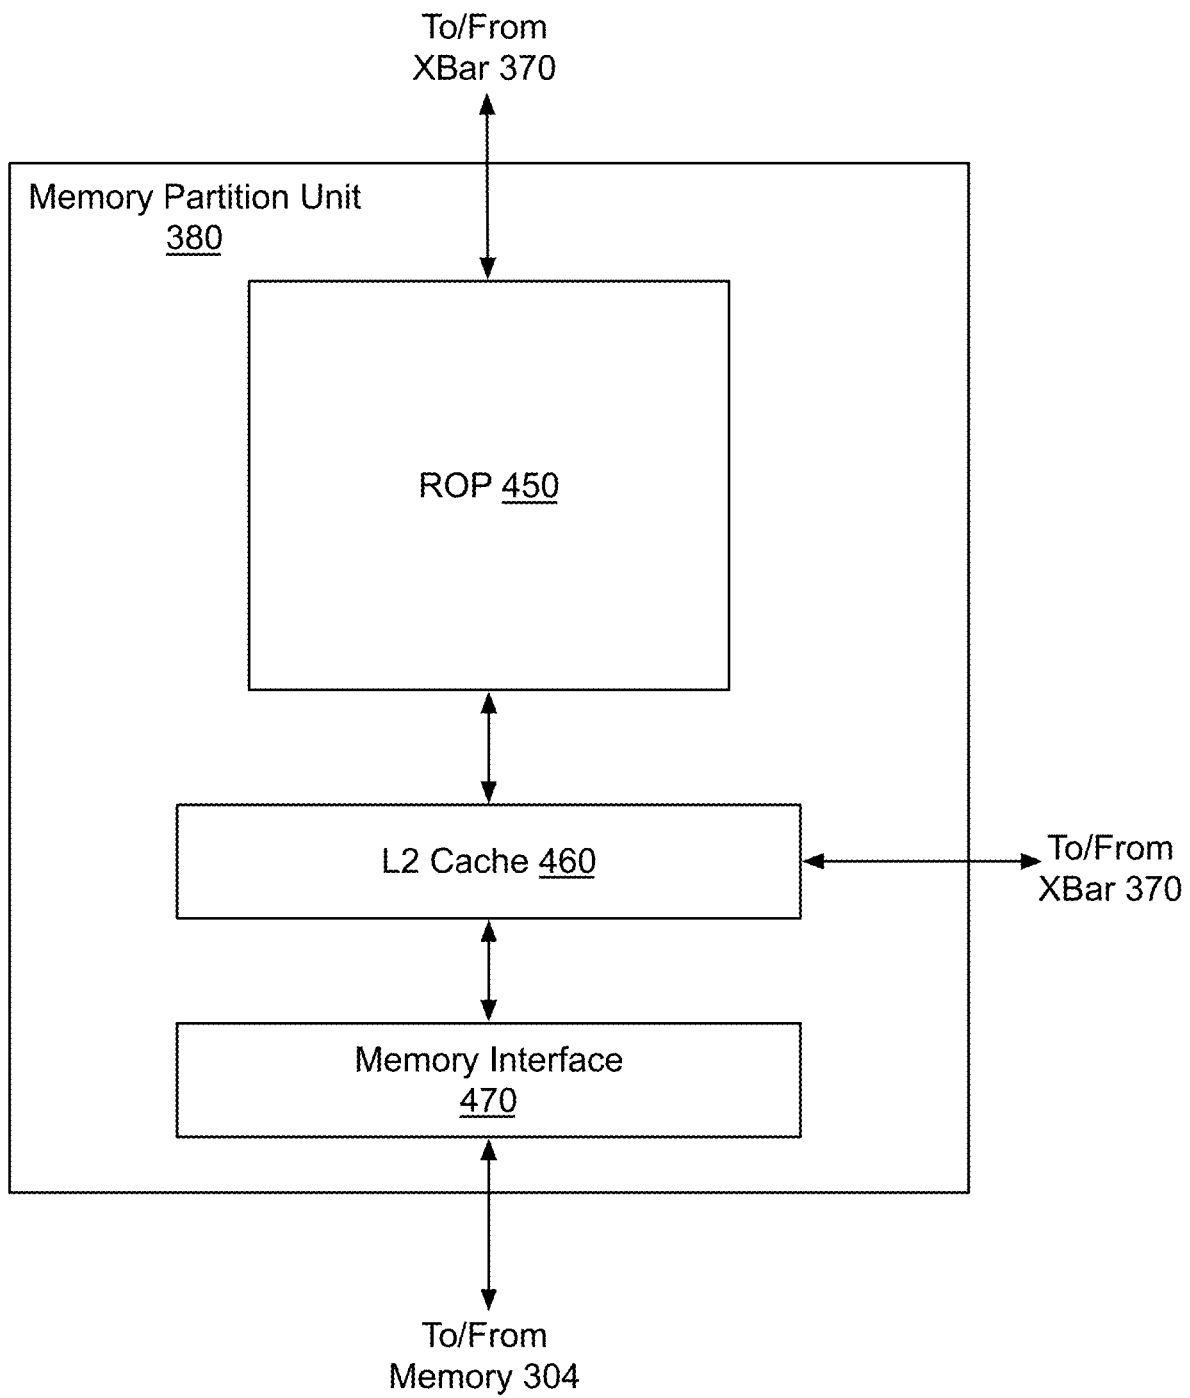 To/From
XBar 370
Memory Partition Unit
380
ROP 450
L2 Cache 460
To/From
XBar 370
Memory Interface
470
To/From
Memory 304